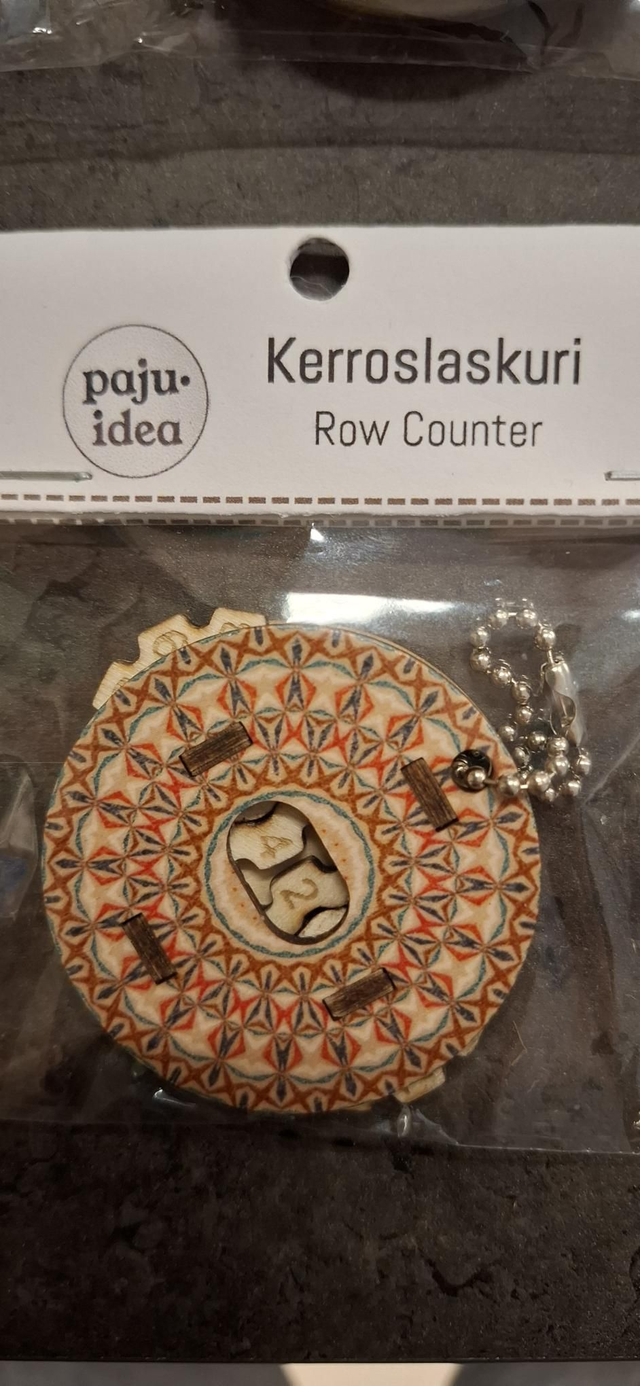 paju·
idea
Kerroslaskuri
Row Counter
4
2